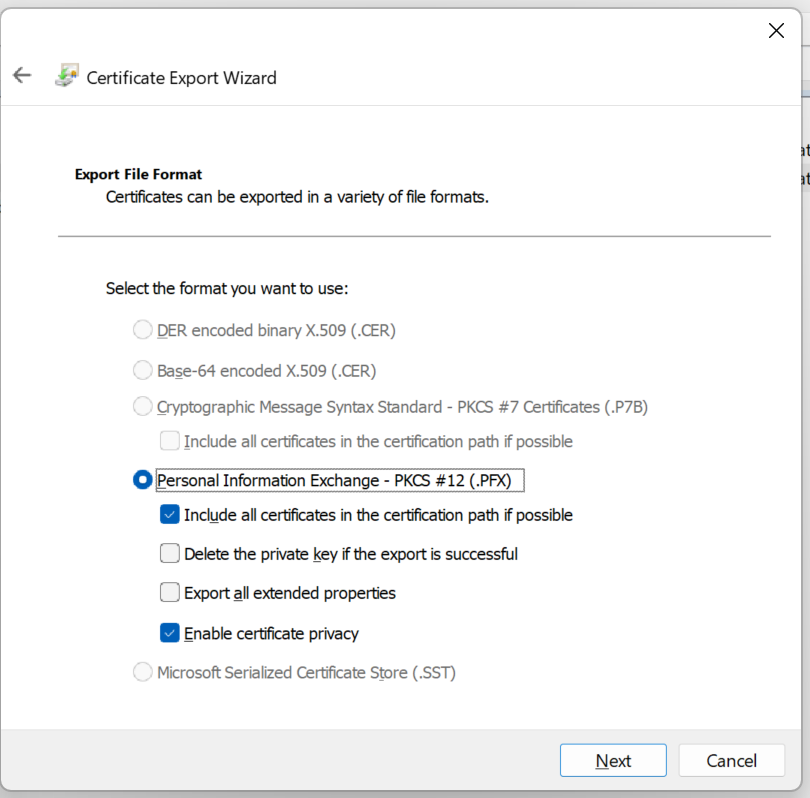 Certificate Export Wizard
Export File Format
Certificates can be exported in a variety of file formats.
Select the format you want to use:
DER encoded binary X.509 (.CER)
Base-64 encoded X.509 (.CER)
Cryptographic Message Syntax Standard - PKCS #7 Certificates (.P7B)
Include all certificates in the certification path if possible
Personal Information Exchange - PKCS #12 (.PFX)
Include all certificates in the certification path if possible
Delete the private key if the export is successful
Export all extended properties
Enable certificate privacy
Microsoft Serialized Certificate Store (.SST)
Next Cancel